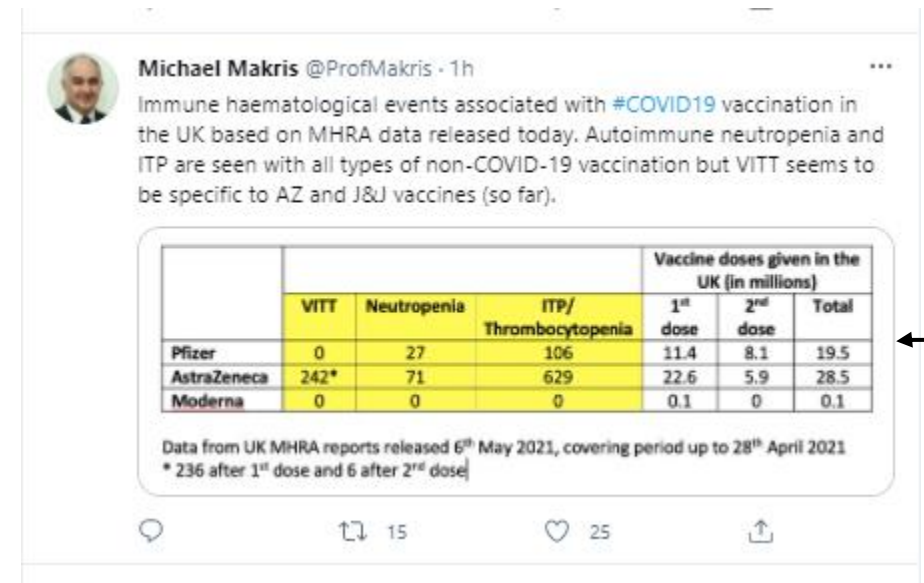 Michael Makris @ProfMakris · 1h
Immune haematological events associated with #COVID19 vaccination in
the UK based on MHRA data released today. Autoimmune neutropenia and
ITP are seen with all types of non-COVID-19 vaccination but VITT seems to
be specific to AZ and J&J vaccines (so far).
Vaccine doses given in the
UK (in millions)
VITT Neutropenia ITP/ 1st 2nd Total
Thrombocytopenia dose dose
Pfizer 0 27 106 11.4 8.1 19.5
AstraZeneca 242* 71 629 22.6 5.9 28.5
Moderna 0 0 0 0.1 0 0.1
Data from UK MHRA reports released 6th May 2021, covering period up to 28th April 2021
* 236 after 1st dose and 6 after 2nd dose
15 25